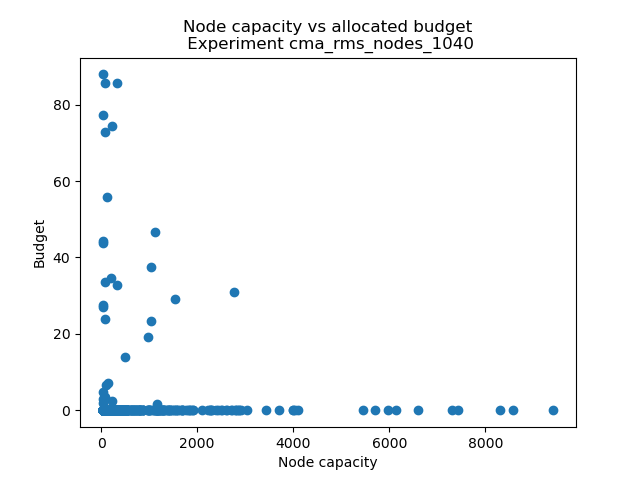 Node capacity vs allocated budget
Experiment cma_rms_nodes_1040
80
60
40
20
0
Budget
0 2000 4000 6000 8000
Node capacity